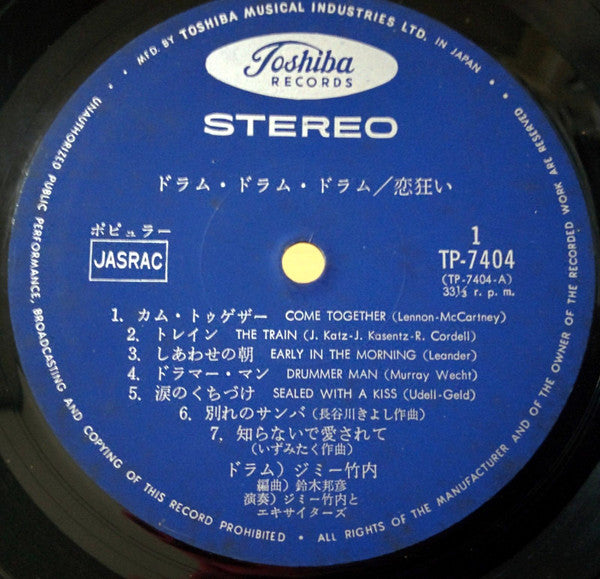 MFD. BY TOSHIBA MUSICAL INDUSTRIES, LTD. IN JAPAN •
Toshiba
RECORDS
STEREO
ドラム・ドラム・ドラム/恋狂い
ポピュラー
JASRAC
1
TP-7404
(TP-7404-A)
33⅓ r. p. m.
1. カム・トゥゲザー COME TOGETHER (Lennon-McCartney)
2. トレイン THE TRAIN (J. Katz-J. Kasentz-R. Cordell)
3. しあわせの朝 EARLY IN THE MORNING (Leander)
4. ドラマー・マン DRUMMER MAN (Murray Wecht)
5. 涙のくちづけ SEALED WITH A KISS (Udell-Geld)
6. 別れのサンバ (長谷川きよし作曲)
7. 知らないで愛されて
(いずみたく作曲)
ドラム) ジミー竹内
編曲) 鈴木邦彦
演奏) ジミー竹内と
エキサイターズ
ALL RIGHTS OF THE MANUFACTURER AND OF THE OWNER OF THE RECORDED WORK ARE RESERVED
• UNAUTHORIZED PUBLIC PERFORMANCE, BROADCASTING AND COPYING OF THIS RECORD PROHIBITED •